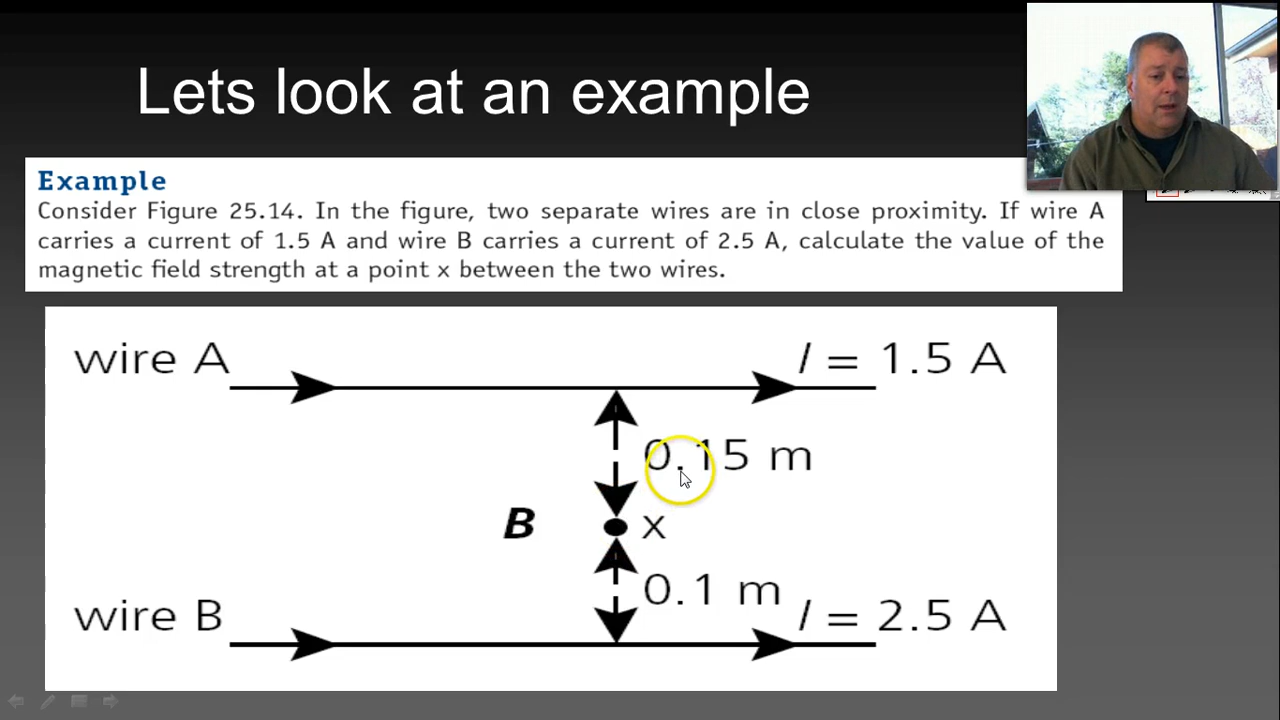 Lets look at an example
Example
Consider Figure 25.14. In the figure, two separate wires are in close proximity. If wire A
carries a current of 1.5 A and wire B carries a current of 2.5 A, calculate the value of the
magnetic field strength at a point x between the two wires.
wire A
I = 1.5 A
0.15 m
B
x
0.1 m
wire B
I = 2.5 A